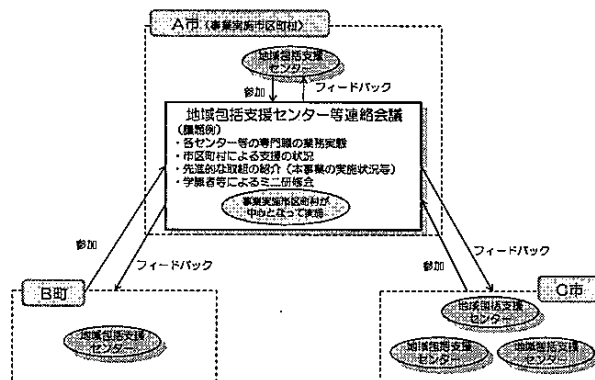 A市（事業実施市区町村）
地域包括支援
センター
参加
フィードバック
地域包括支援センター等連絡会議
（議題例）
・各センター等の専門職の業務実態
・市区町村による支援の状況
・先進的な取組の紹介（本事業の実施状況等）
・学識者等によるミニ研修会
事業実施市区町村が
中心となって実施
参加
フィードバック
フィードバック
参加
B町
C市
地域包括支援
センター
地域包括支援
センター
地域包括支援
センター
地域包括支援
センター